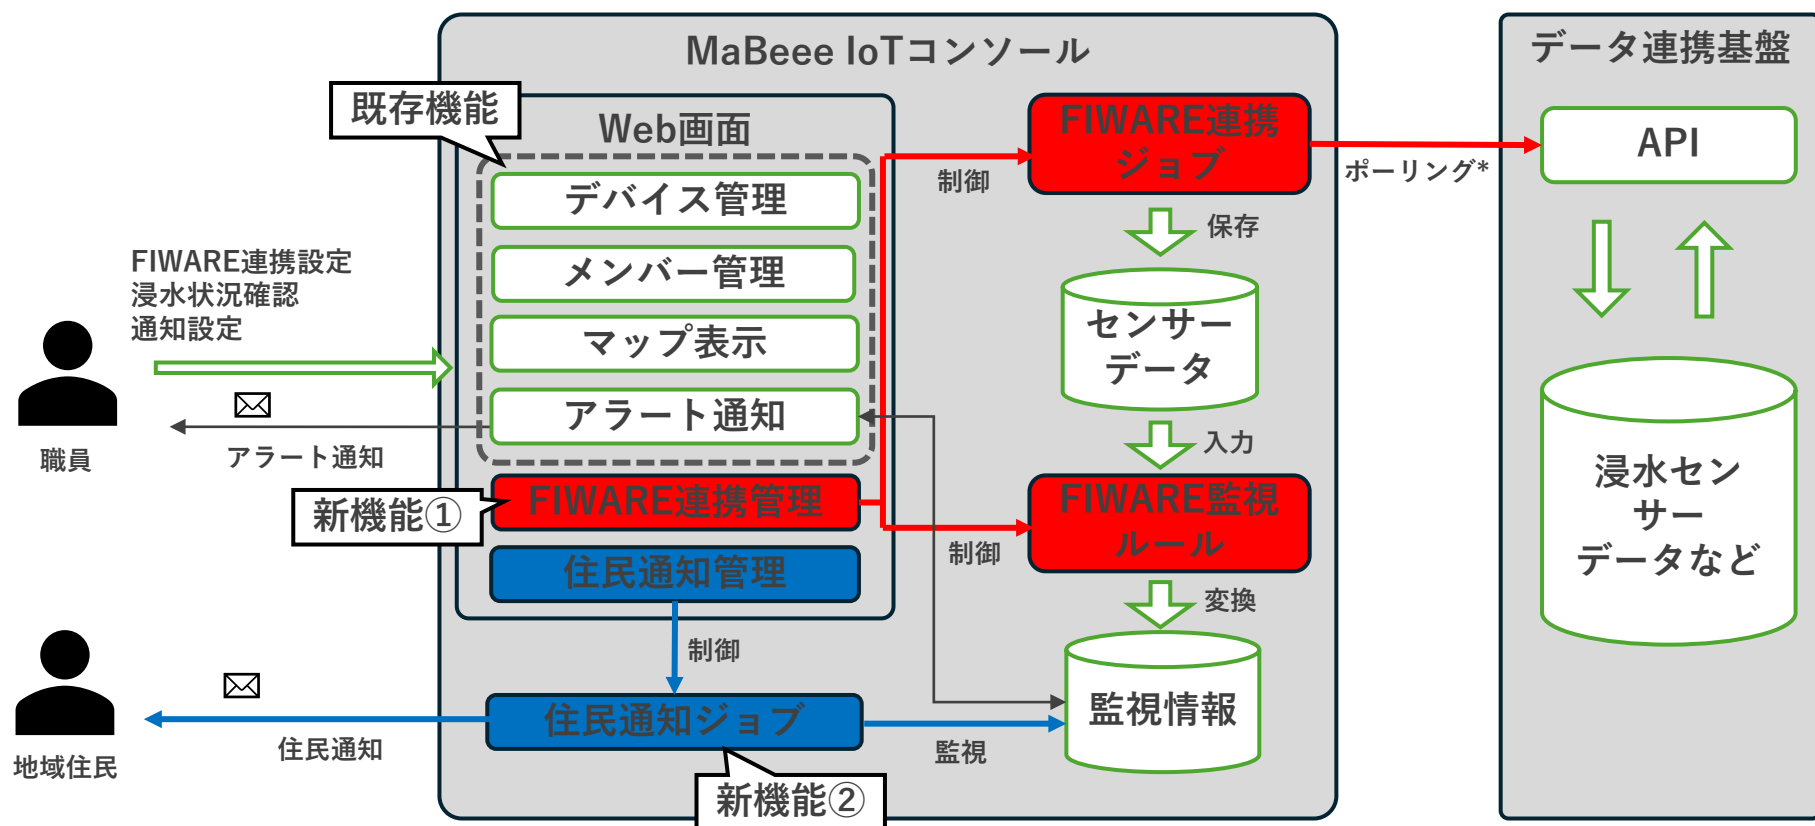 MaBeee IoTコンソール
データ連携基盤
既存機能
Web画面
FIWARE連携
ジョブ
API
制御
ポーリング*
デバイス管理
保存
メンバー管理
FIWARE連携設定
浸水状況確認
通知設定
マップ表示
センサー
データ
アラート通知
職員
アラート通知
入力
浸水セン
サー
データなど
新機能①
FIWARE連携管理
FIWARE監視
ルール
制御
住民通知管理
変換
制御
住民通知ジョブ
監視情報
地域住民
住民通知
監視
新機能②